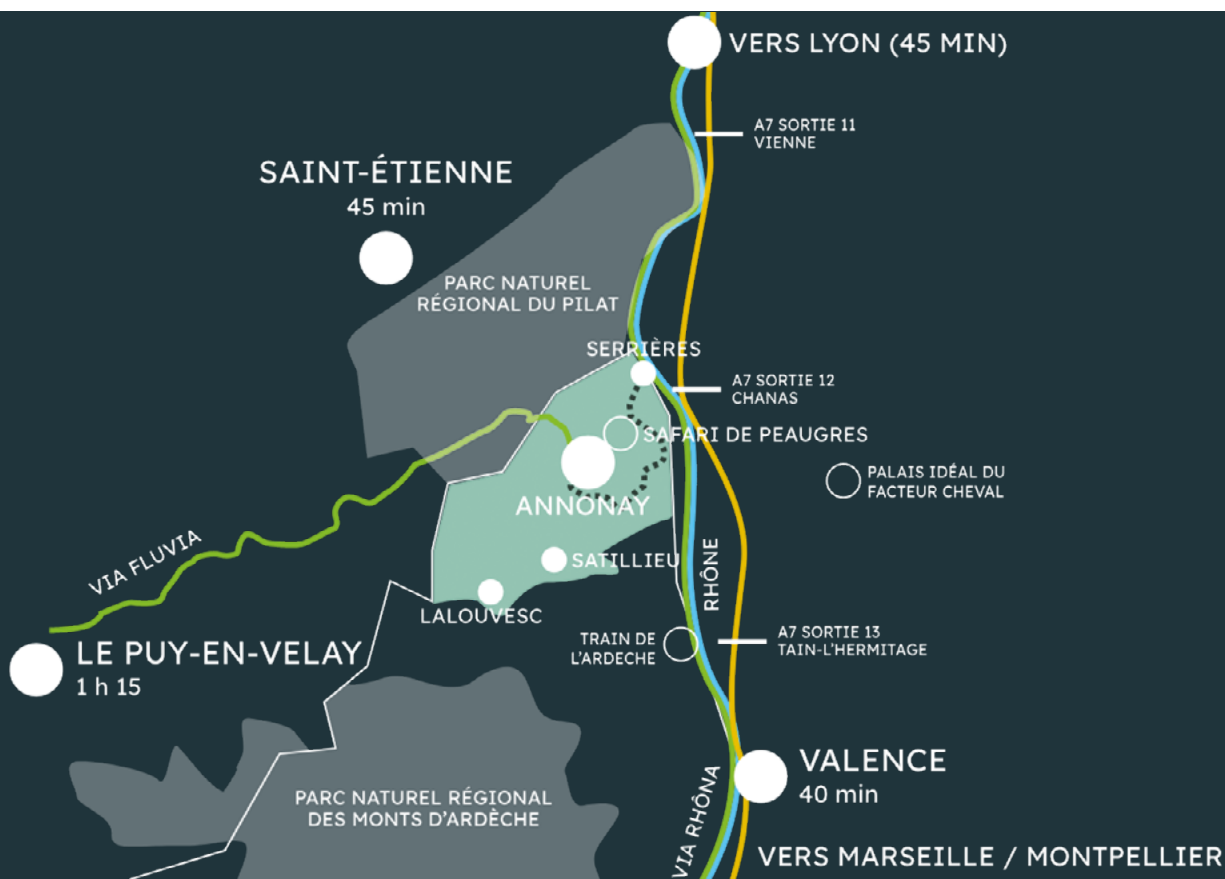 VERS LYON (45 MIN)
A7 SORTIE 11
VIENNE
SAINT-ÉTIENNE
45 min
PARC NATUREL
RÉGIONAL DU PILAT
SERRIÈRES
A7 SORTIE 12
CHANAS
SAFARI DE PEAUGRES
PALAIS IDÉAL DU
FACTEUR CHEVAL
ANNONAY
VIA FLUVIA
SATILLIEU
RHÔNE
LALOUVESC
TRAIN DE
L'ARDECHE
A7 SORTIE 13
TAIN-L'HERMITAGE
LE PUY-EN-VELAY
1 h 15
VALENCE
40 min
PARC NATUREL RÉGIONAL
DES MONTS D'ARDÈCHE
VIA RHÔNA
VERS MARSEILLE / MONTPELLIER